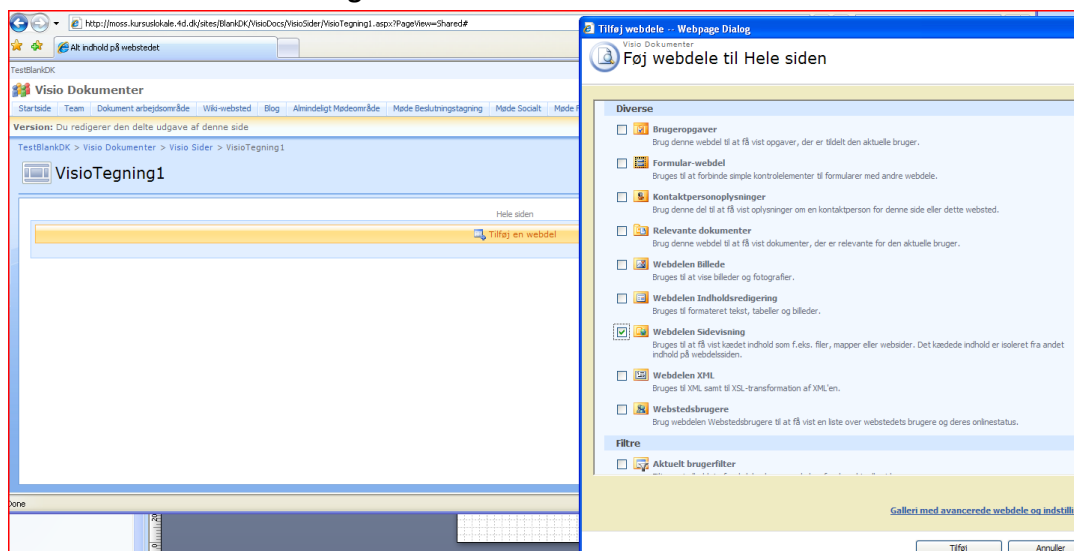 http://moss.kursuslokale.4d.dk/sites/BlankDK/VisioDocs/VisioSider/VisioTegning1.aspx?PageView=Shared#
Alt indhold på webstedet
TestBlankDK
Visio Dokumenter
Startside Team Dokument arbejdsområde Wiki-websted Blog Almindeligt Mødeområde Møde Beslutningstagning Møde Socialt Møde
Version: Du redigerer den delte udgave af denne side
TestBlankDK > Visio Dokumenter > Visio Sider > VisioTegning1
VisioTegning1
Hele siden
Tilføj en webdel
Done
Tilføj webdele -- Webpage Dialog
Visio Dokumenter
Føj webdele til Hele siden
Diverse
Brugeropgaver
Brug denne webdel til at få vist opgaver, der er tildelt den aktuelle bruger.
Formular-webdel
Bruges til at forbinde simple kontrolelementer til formularer med andre webdele.
Kontaktpersonoplysninger
Brug denne del til at få vist oplysninger om en kontaktperson for denne side eller dette websted.
Relevante dokumenter
Brug denne webdel til at få vist dokumenter, der er relevante for den aktuelle bruger.
Webdelen Billede
Bruges til at vise billeder og fotografier.
Webdelen Indholdsredigering
Bruges til formateret tekst, tabeller og billeder.
Webdelen Sidevisning
Bruges til at få vist kædet indhold som f.eks. filer, mapper eller websider. Det kædede indhold er isoleret fra andet
indhold på webdelssiden.
Webdelen XML
Bruges til XML samt til XSL-transformation af XML'en.
Webstedsbrugere
Brug webdelen Webstedsbrugere til at få vist en liste over webstedets brugere og deres onlinestatus.
Filtre
Aktuelt brugerfilter
Galleri med avancerede webdele og indstilli
Tilføj Annuller